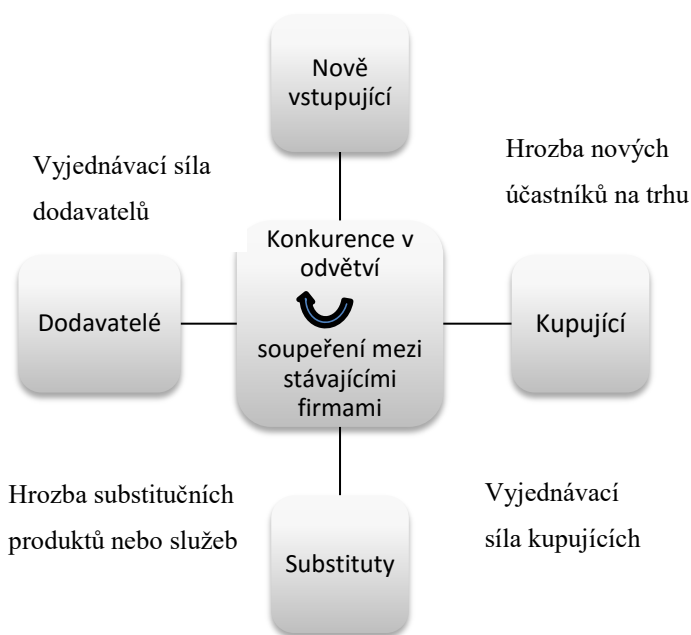 Nově
vstupující
Vyjednávací síla
dodavatelů
Hrozba nových
účastníků na trhu
Konkurence v
odvětví
Dodavatelé
soupeření mezi
stávajícími
firmami
Kupující
Hrozba substitučních
produktů nebo služeb
Vyjednávací
síla kupujících
Substituty